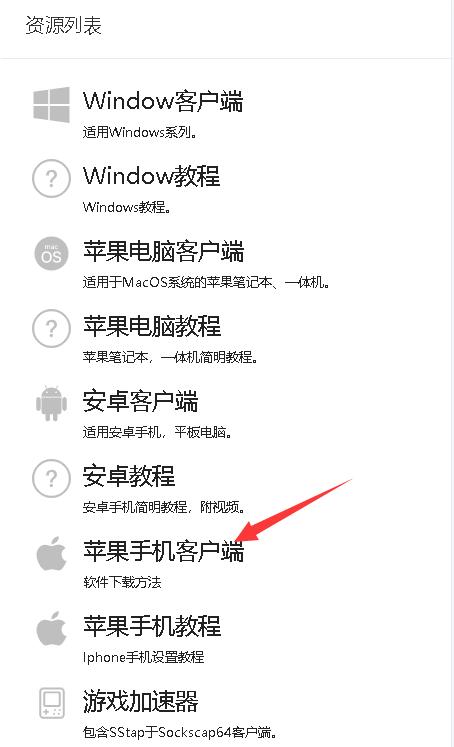 资源列表
Window客户端
适用Windows系列。
?
Window教程
Windows教程。
mac
OS
苹果电脑客户端
适用于MacOS系统的苹果笔记本、一体机。
?
苹果电脑教程
苹果笔记本，一体机简明教程。
安卓客户端
适用安卓手机，平板电脑。
?
安卓教程
安卓手机简明教程，附视频。
苹果手机客户端
软件下载方法
苹果手机教程
Iphone手机设置教程
游戏加速器
包含SStap于Sockscap64客户端。